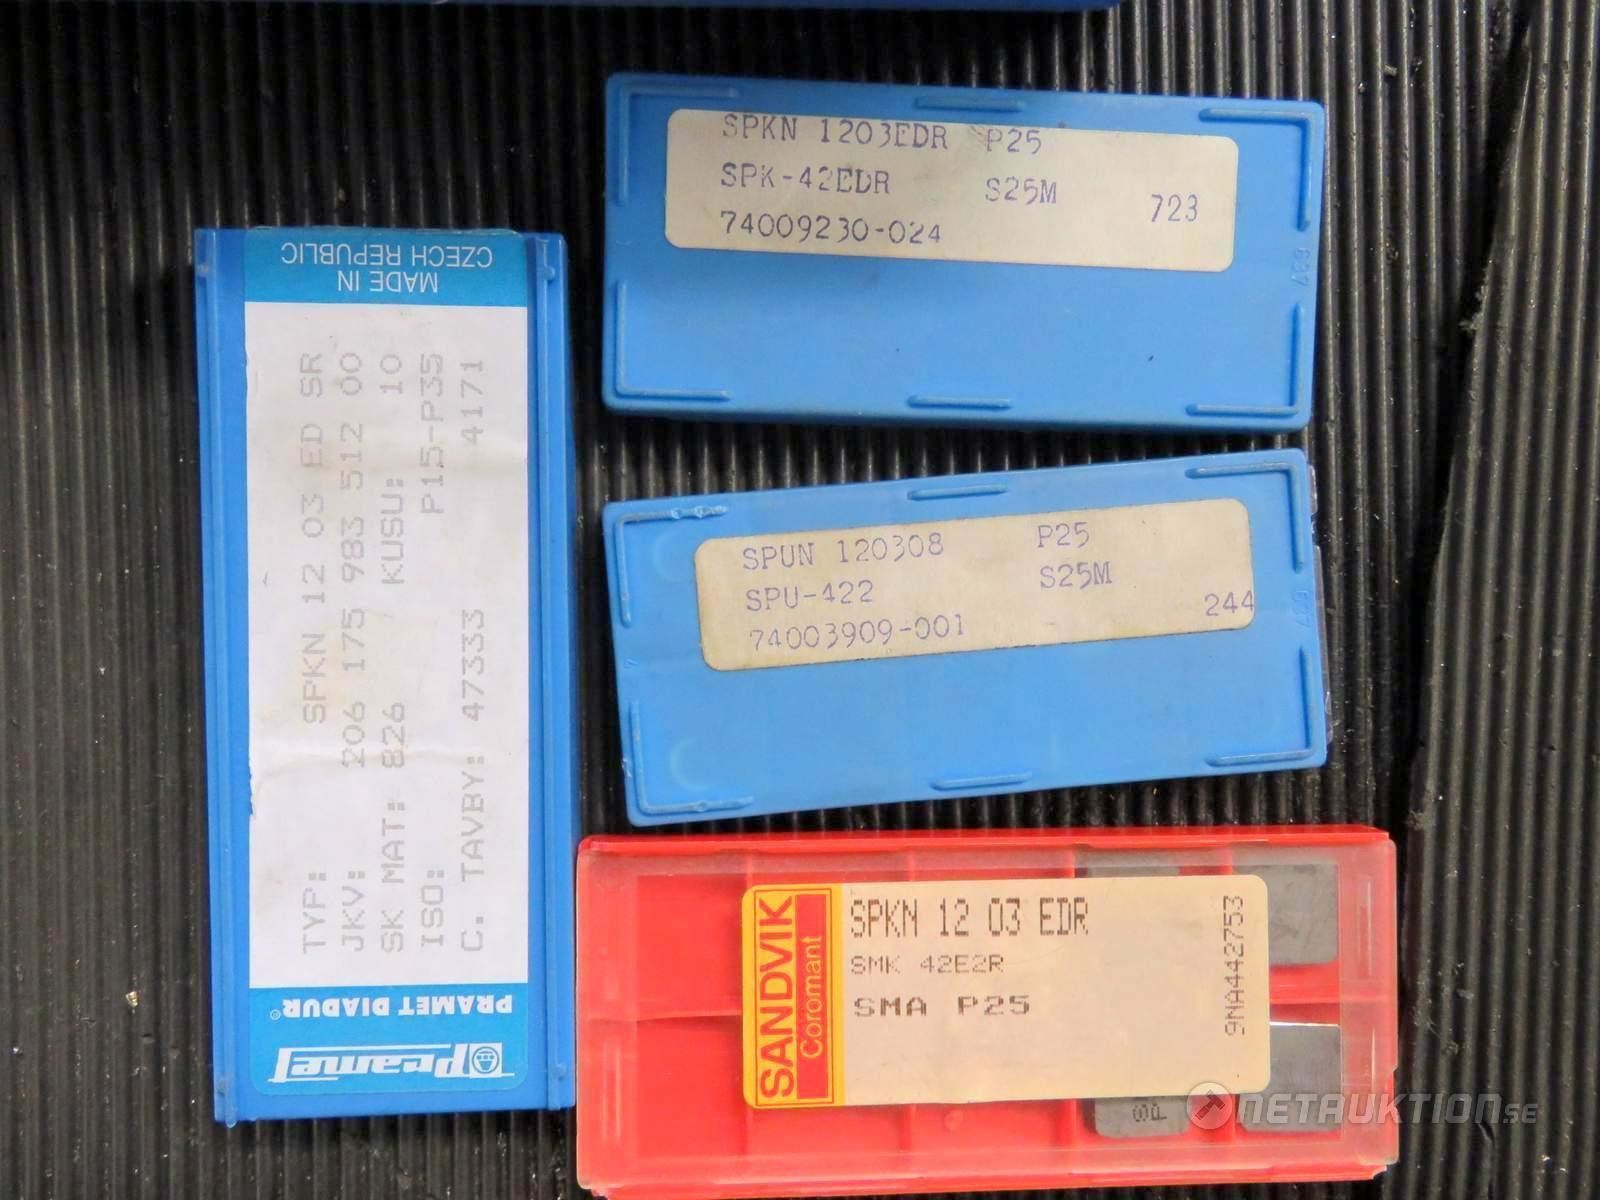 SPKN 1203EDR P25
SPK-42EDR S25M
74009230-024 723
637
MADE IN
CZECH REPUBLIC
TYP: SPKN 12 03 ED SR
JKV: 206 175 983 512 00
SK MAT: 826 KUSU: 10
ISO: P15-P35
C. TAVBY: 47333 4171
PRAMET DIADUR®
Pramet
SPUN 120308 P25
SPU-422 S25M
74003909-001 244
SANDVIK
Coromant
SPKN 12 03 EDR
SMK 42E2R
SMA P25
9NA442753
NETAUKTION.SE